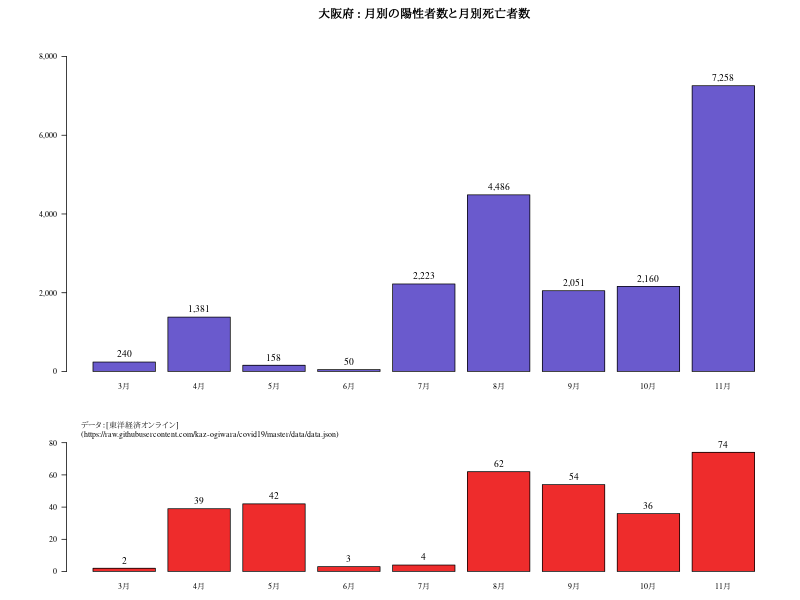 大阪府 : 月別の陽性者数と月別死亡者数
8,000
6,000
4,000
2,000
0
240
1,381
158
50
2,223
4,486
2,051
2,160
7,258
3月
4月
5月
6月
7月
8月
9月
10月
11月
データ:[東洋経済オンライン]
(https://raw.githubusercontent.com/kaz-ogiwara/covid19/master/data/data.json)
80
60
40
20
0
2
39
42
3
4
62
54
36
74
3月
4月
5月
6月
7月
8月
9月
10月
11月